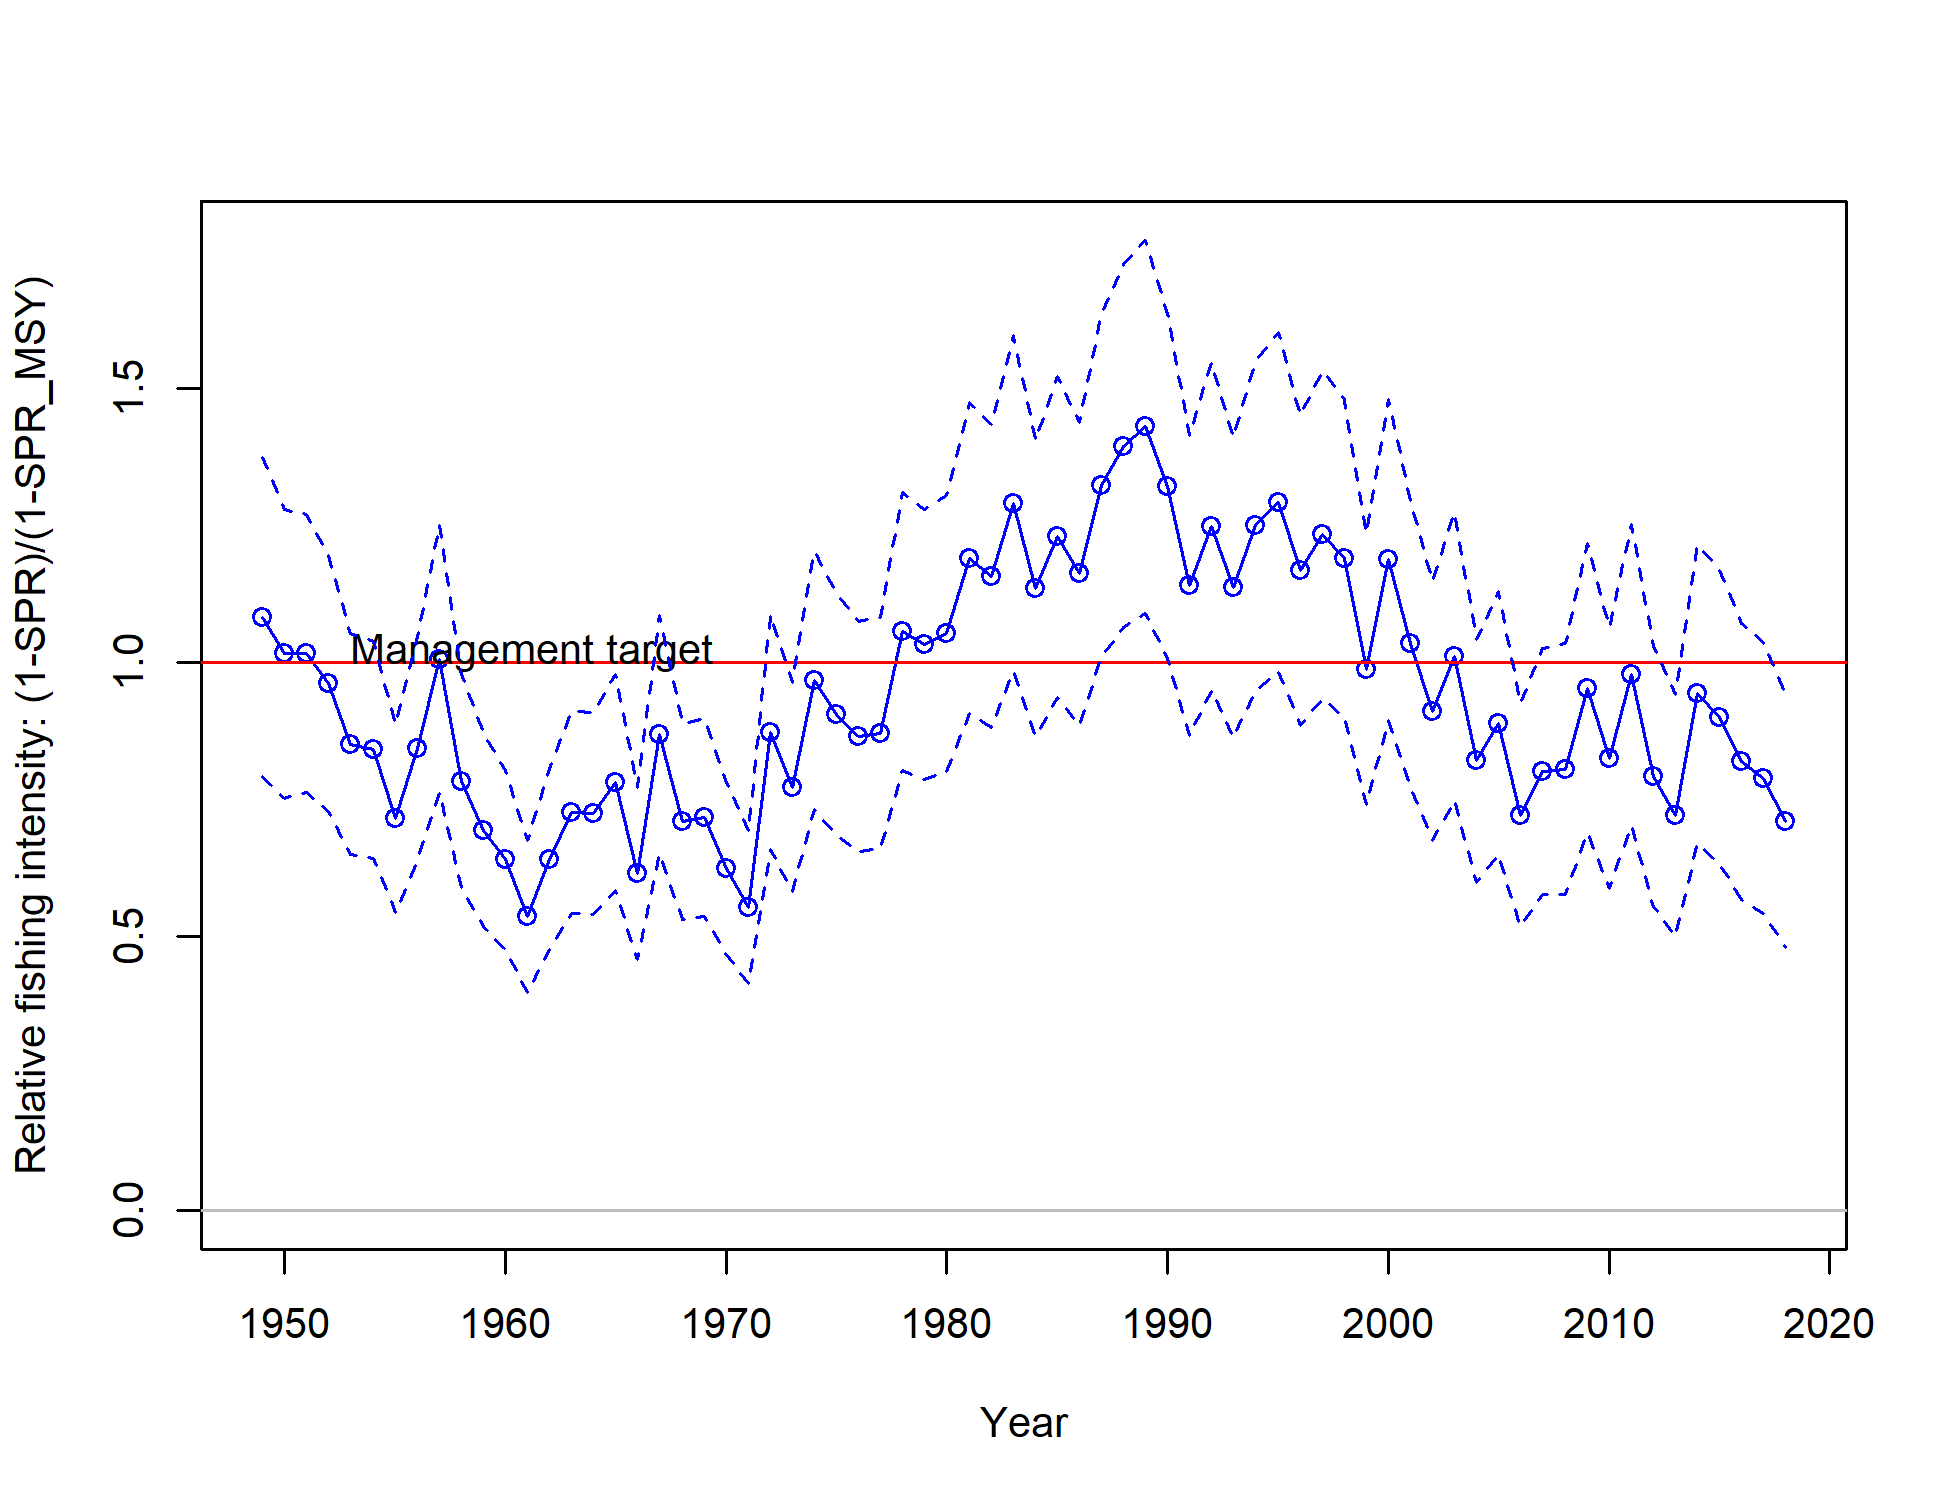 Relative fishing intensity: (1-SPR)/(1-SPR_MSY)
1.5
1.0
0.5
0.0
Management target
1950 1960 1970 1980 1990 2000 2010 2020
Year